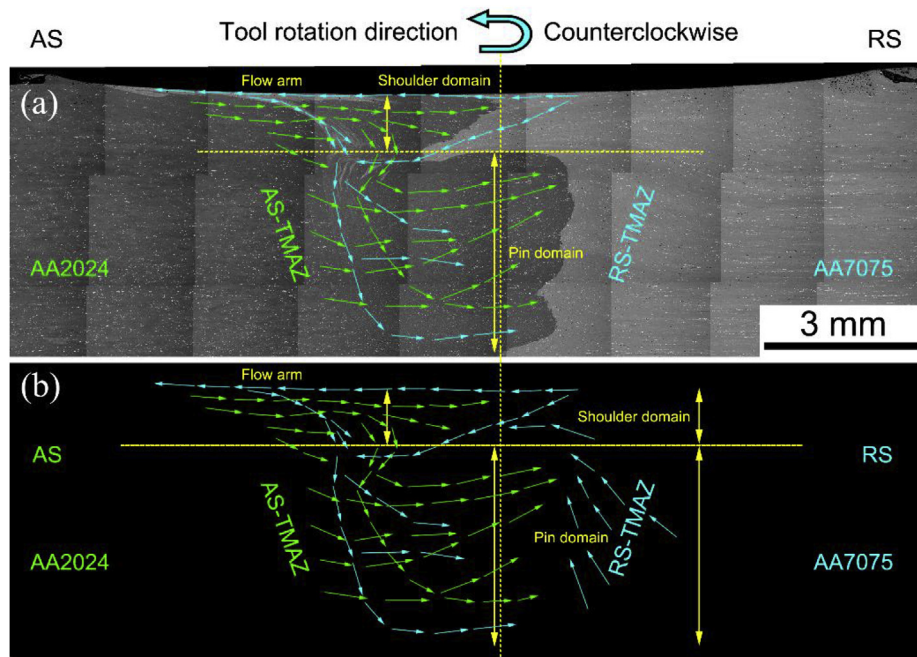 AS Tool rotation direction Counterclockwise RS
Flow arm Shoulder domain
(a)
AS-TMAZ
RS-TMAZ
Pin domain
AA2024 AA7075
3 mm
(b) Flow arm
Shoulder domain
AS RS
AS-TMAZ
RS-TMAZ
Pin domain
AA2024 AA7075